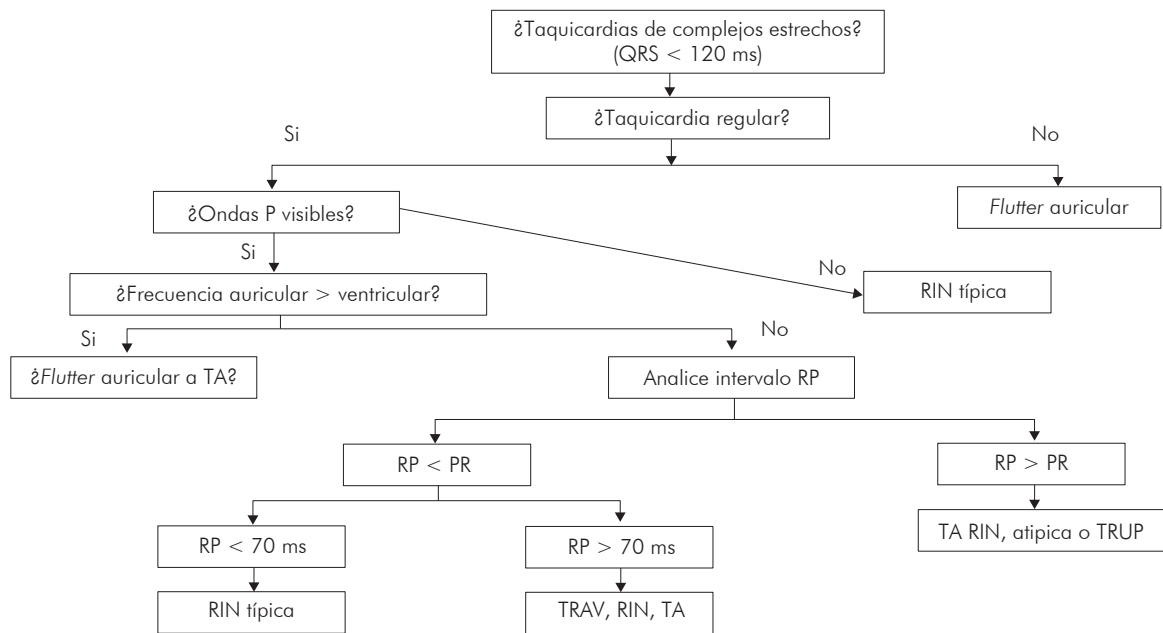 ¿Taquicardias de complejos estrechos?
(QRS < 120 ms)
¿Taquicardia regular?
Si
No
¿Ondas P visibles?
Flutter auricular
Si
No
¿Frecuencia auricular > ventricular?
RIN típica
Si
No
¿Flutter auricular a TA?
Analice intervalo RP
RP < PR
RP > PR
RP < 70 ms
RP > 70 ms
TA RIN, atipica o TRUP
RIN típica
TRAV, RIN, TA